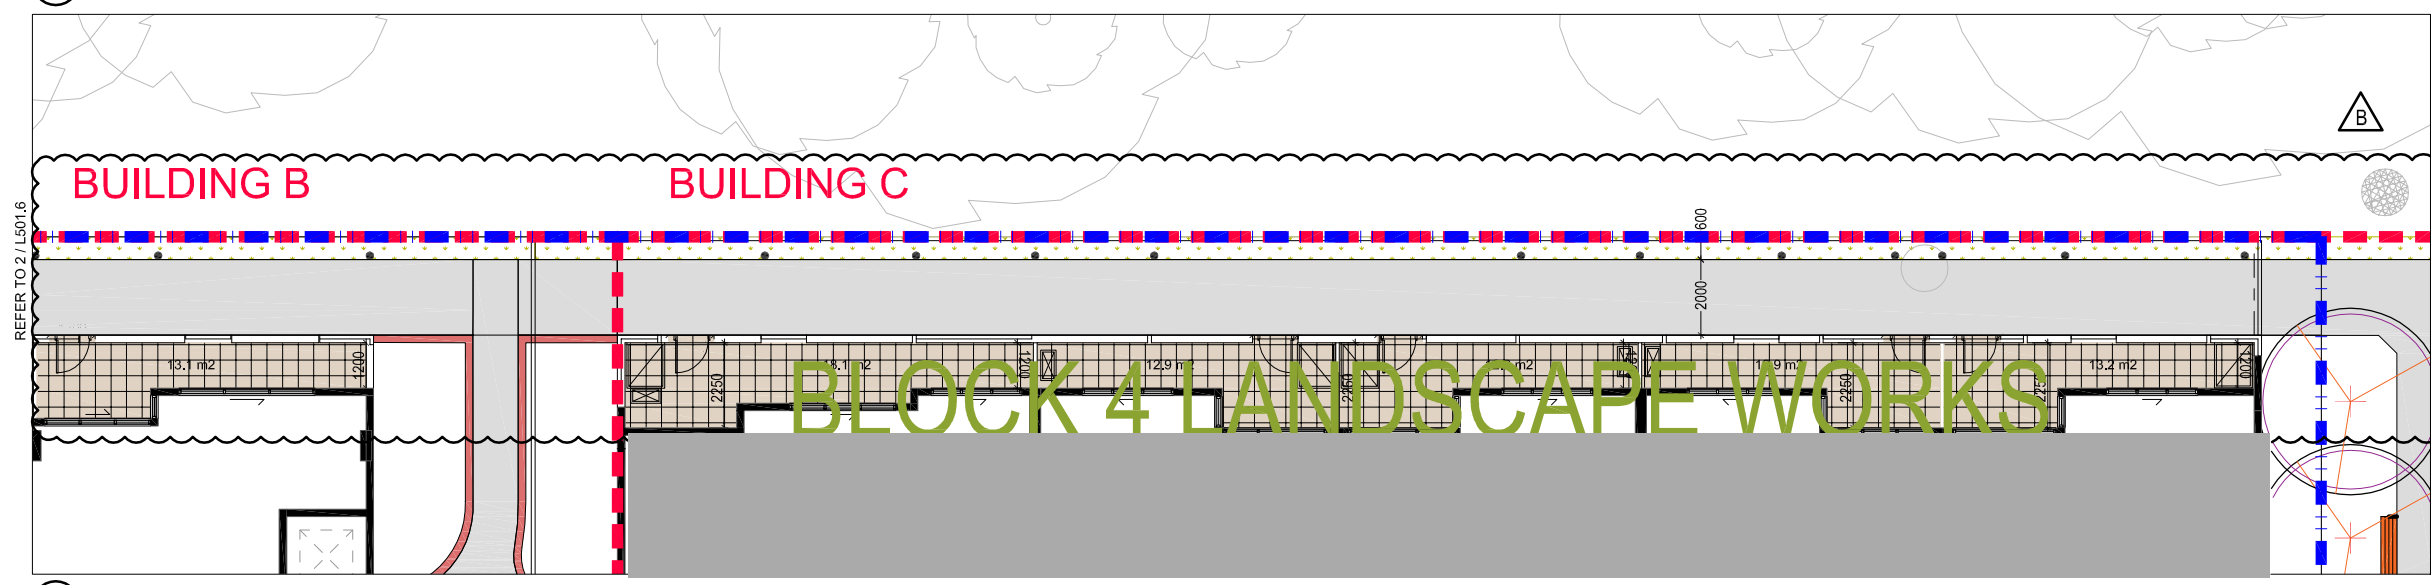 B
BUILDING B
BUILDING C
REFER TO 2 / L501.6
600
2000
13.1 m2
1200
2250
1200
12.9 m2
2250
2250
2250
13.2 m2
1200
BLOCK 4 LANDSCAPE WORKS